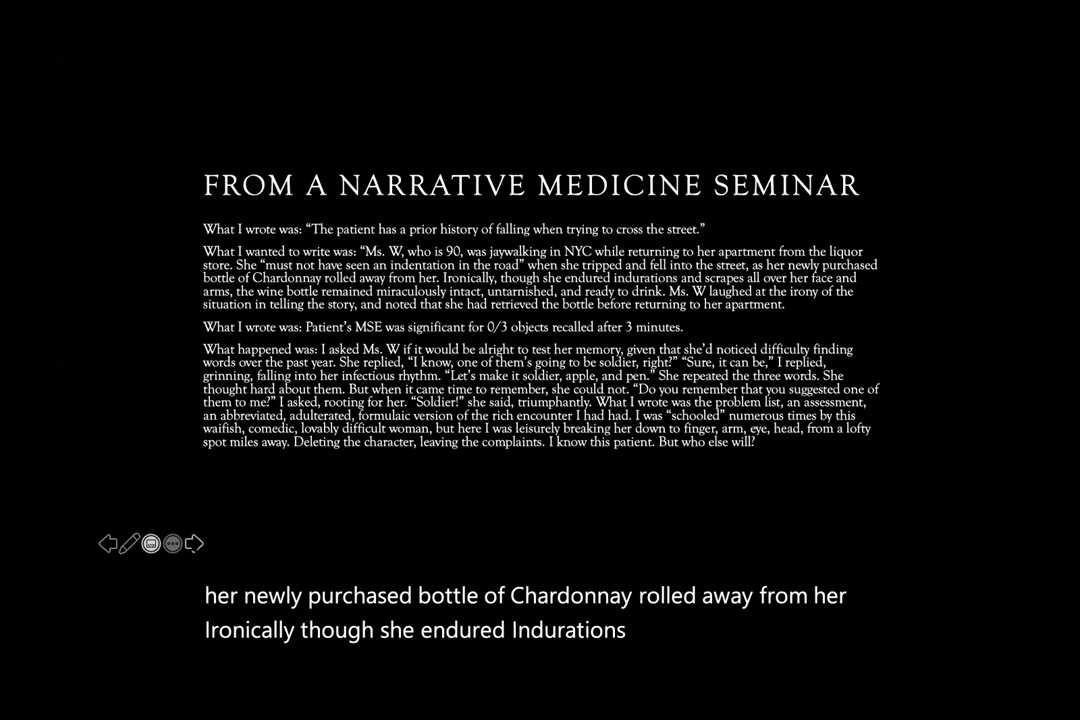 FROM A NARRATIVE MEDICINE SEMINAR
What I wrote was: “The patient has a prior history of falling when trying to cross the street.”
What I wanted to write was: “Ms. W, who is 90, was jaywalking in NYC while returning to her apartment from the liquor
store. She “must not have seen an indentation in the road” when she tripped and fell into the street, as her newly purchased
bottle of Chardonnay rolled away from her. Ironically, though she endured indurations and scrapes all over her face and
arms, the wine bottle remained miraculously intact, untarnished, and ready to drink. Ms. W laughed at the irony of the
situation in telling the story, and noted that she had retrieved the bottle before returning to her apartment.
What I wrote was: Patient’s MSE was significant for 0/3 objects recalled after 3 minutes.
What happened was: I asked Ms. W if it would be alright to test her memory, given that she’d noticed difficulty finding
words over the past year. She replied, “I know, one of them’s going to be soldier, right?” “Sure, it can be,” I replied,
grinning, falling into her infectious rhythm. “Let’s make it soldier, apple, and pen.” She repeated the three words. She
thought hard about them. But when it came time to remember, she could not. “Do you remember that you suggested one of
them to me?” I asked, rooting for her. “Soldier!” she said, triumphantly. What I wrote was the problem list, an assessment,
an abbreviated, adulterated, formulaic version of the rich encounter I had had. I was “schooled” numerous times by this
waifish, comedic, lovably difficult woman, but here I was leisurely breaking her down to finger, arm, eye, head, from a lofty
spot miles away. Deleting the character, leaving the complaints. I know this patient. But who else will?
her newly purchased bottle of Chardonnay rolled away from her
Ironically though she endured Indurations